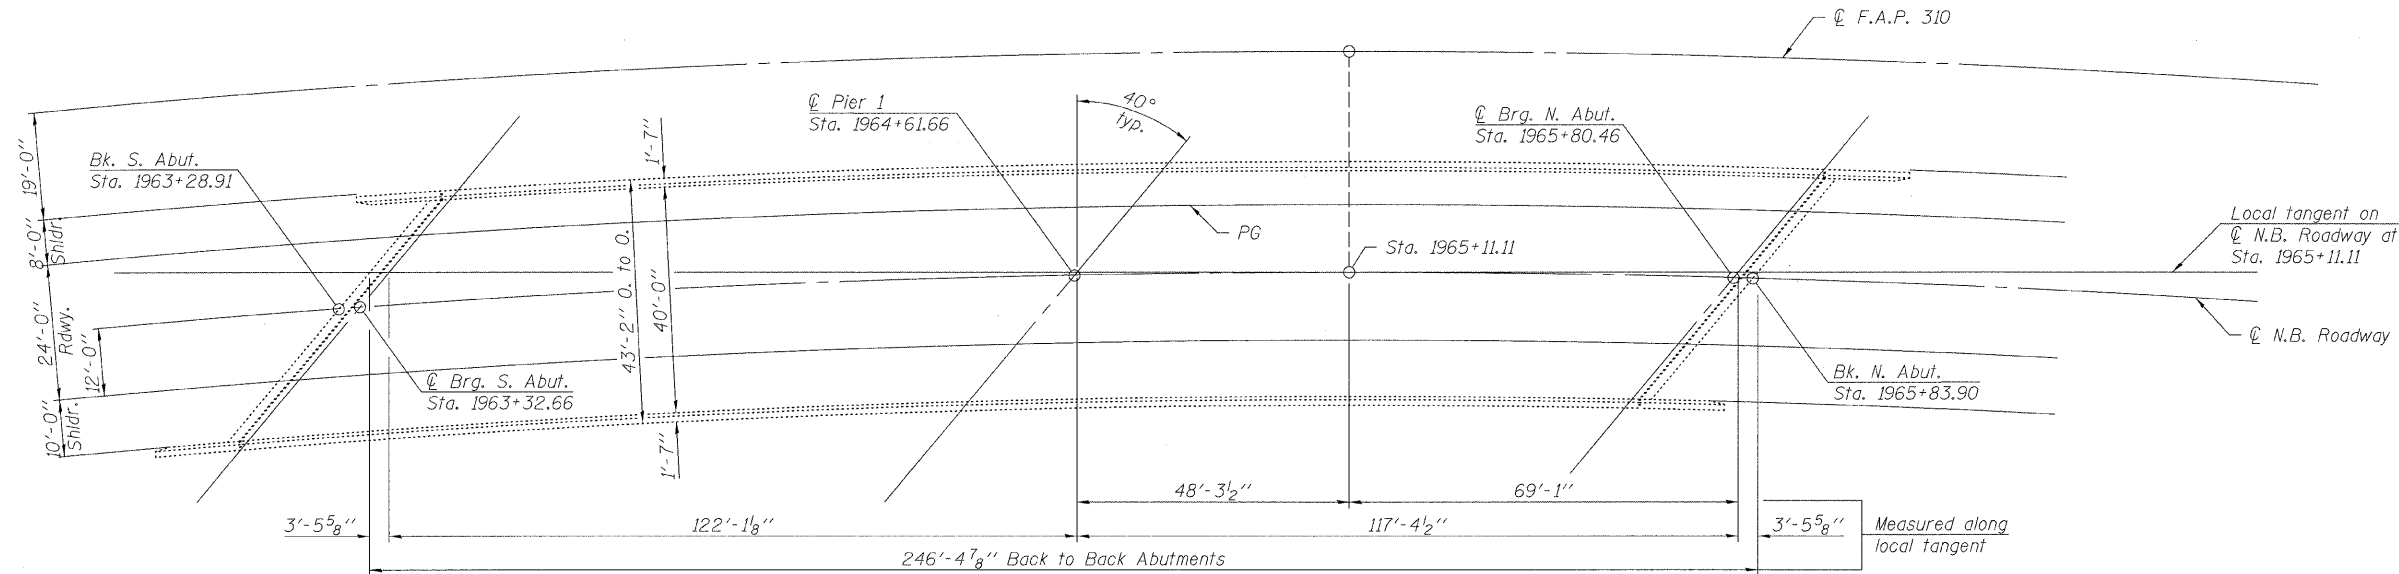 ℄ F.A.P. 310
℄ Pier 1
Sta. 1964+61.66
40°
typ.
℄ Brg. N. Abut.
Sta. 1965+80.46
Bk. S. Abut.
Sta. 1963+28.91
1'-7"
19'-0"
8'-0"
Shldr.
24'-0"
Rdwy.
12'-0"
10'-0"
Shldr.
43'-2" O. to O.
40'-0"
1'-7"
PG
Sta. 1965+11.11
Local tangent on
℄ N.B. Roadway at
Sta. 1965+11.11
℄ N.B. Roadway
℄ Brg. S. Abut.
Sta. 1963+32.66
Bk. N. Abut.
Sta. 1965+83.90
48'-3½"
69'-1"
3'-5⅝"
122'-1⅛"
117'-4½"
3'-5⅝"
Measured along
local tangent
246'-4⅞" Back to Back Abutments